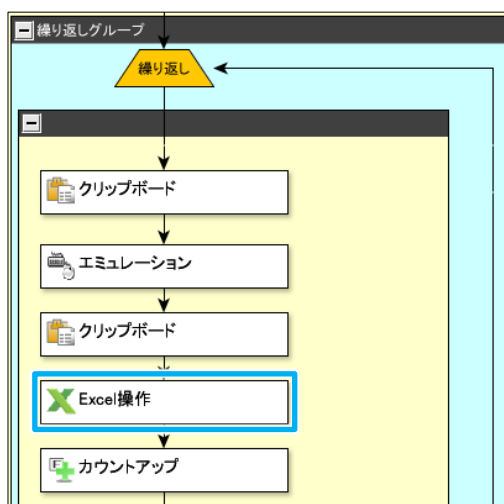 繰り返しグループ
繰り返し
クリップボード
エミュレーション
クリップボード
Excel操作
カウントアップ